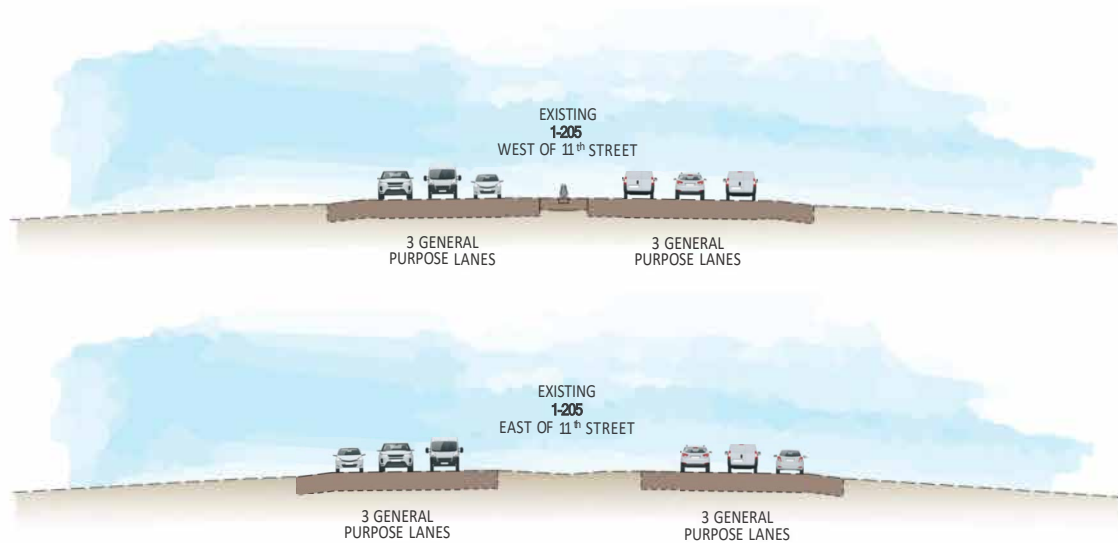 EXISTING
1-205
WEST OF 11th STREET
3 GENERAL
PURPOSE LANES
3 GENERAL
PURPOSE LANES
EXISTING
1-205
EAST OF 11th STREET
3 GENERAL
PURPOSE LANES
3 GENERAL
PURPOSE LANES